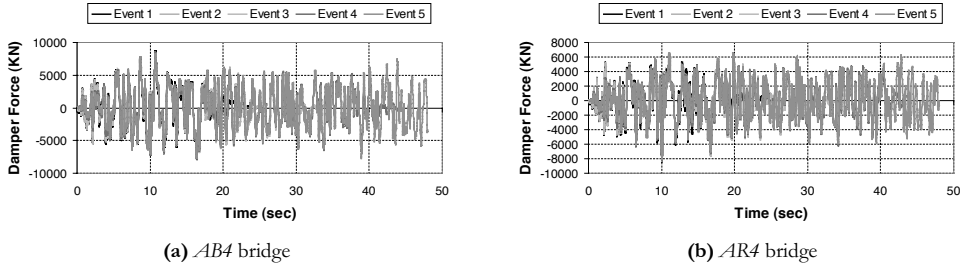 Event 1 Event 2 Event 3 Event 4 Event 5
10000
5000
0
-5000
-10000
Damper Force (KN)
0 10 20 30 40 50
Time (sec)
(a) AB4 bridge
Event 1 Event 2 Event 3 Event 4 Event 5
8000
6000
4000
2000
0
-2000
-4000
-6000
-8000
-10000
Damper Force (KN)
0 10 20 30 40 50
Time (sec)
(b) AR4 bridge